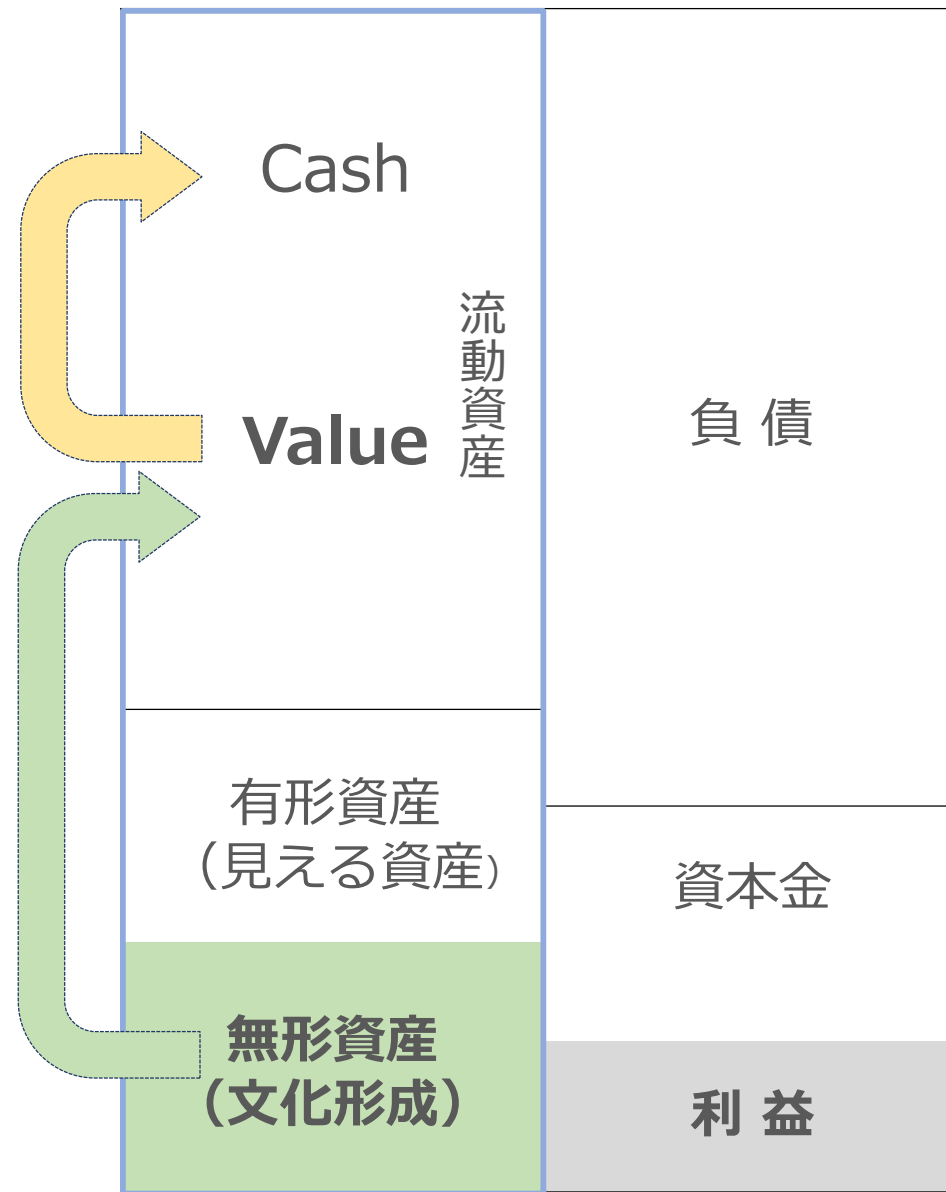 Cash
流動資産
Value
有形資産
（見える資産）
無形資産
（文化形成）
負 債
資本金
利 益